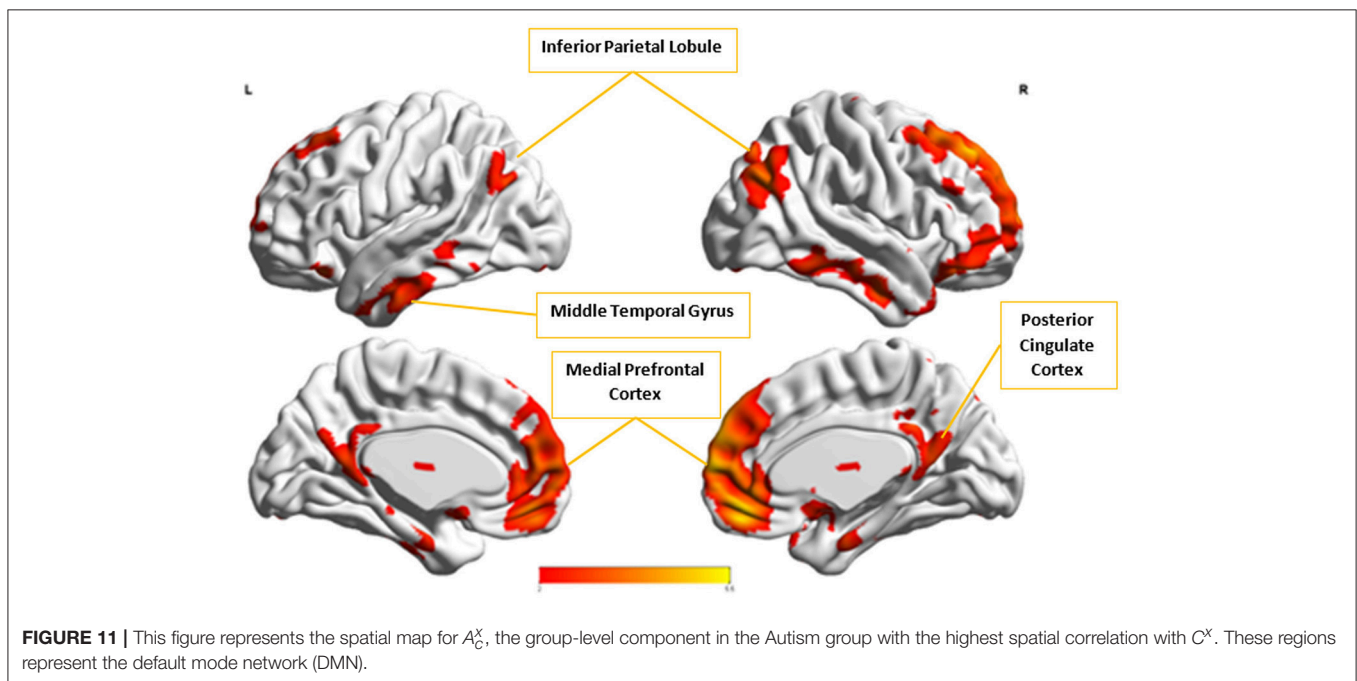 Inferior Parietal Lobule
L
R
Middle Temporal Gyrus
Posterior
Cingulate
Cortex
Medial Prefrontal
Cortex
2
FIGURE 11 | This figure represents the spatial map for A_C^X, the group-level component in the Autism group with the highest spatial correlation with C^X. These regions
represent the default mode network (DMN).